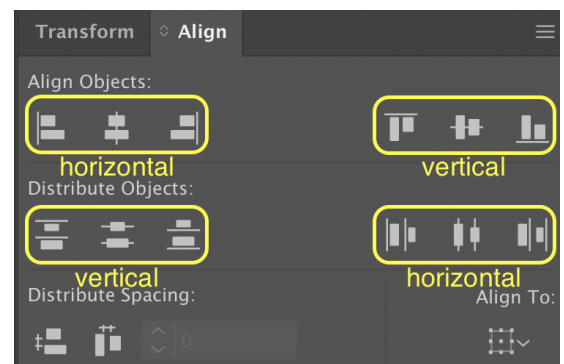 Transform Align
Align Objects:
horizontal vertical
Distribute Objects:
vertical horizontal
Distribute Spacing: Align To:
0